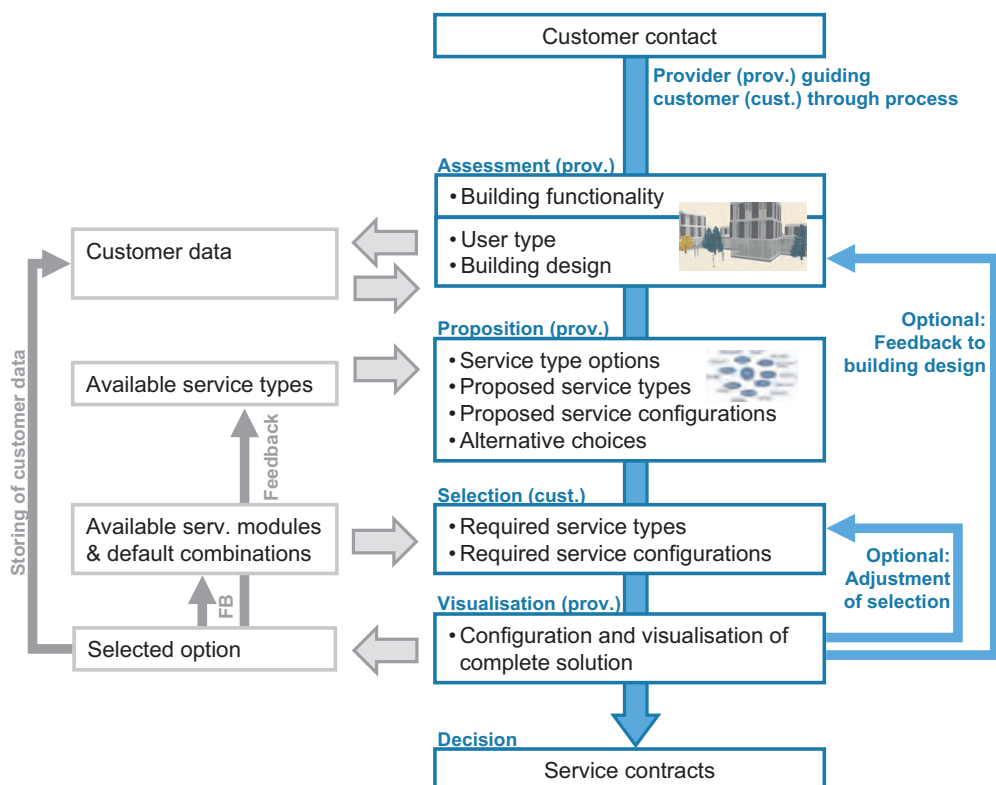 Customer contact
Provider (prov.) guiding
customer (cust.) through process
Assessment (prov.)
• Building functionality
• User type
• Building design
Customer data
Proposition (prov.)
• Service type options
• Proposed service types
• Proposed service configurations
• Alternative choices
Available service types
Optional:
Feedback to
building design
Storing of customer data
Feedback
Selection (cust.)
• Required service types
• Required service configurations
Available serv. modules
& default combinations
Optional:
Adjustment
of selection
FB
Visualisation (prov.)
• Configuration and visualisation of
complete solution
Selected option
Decision
Service contracts